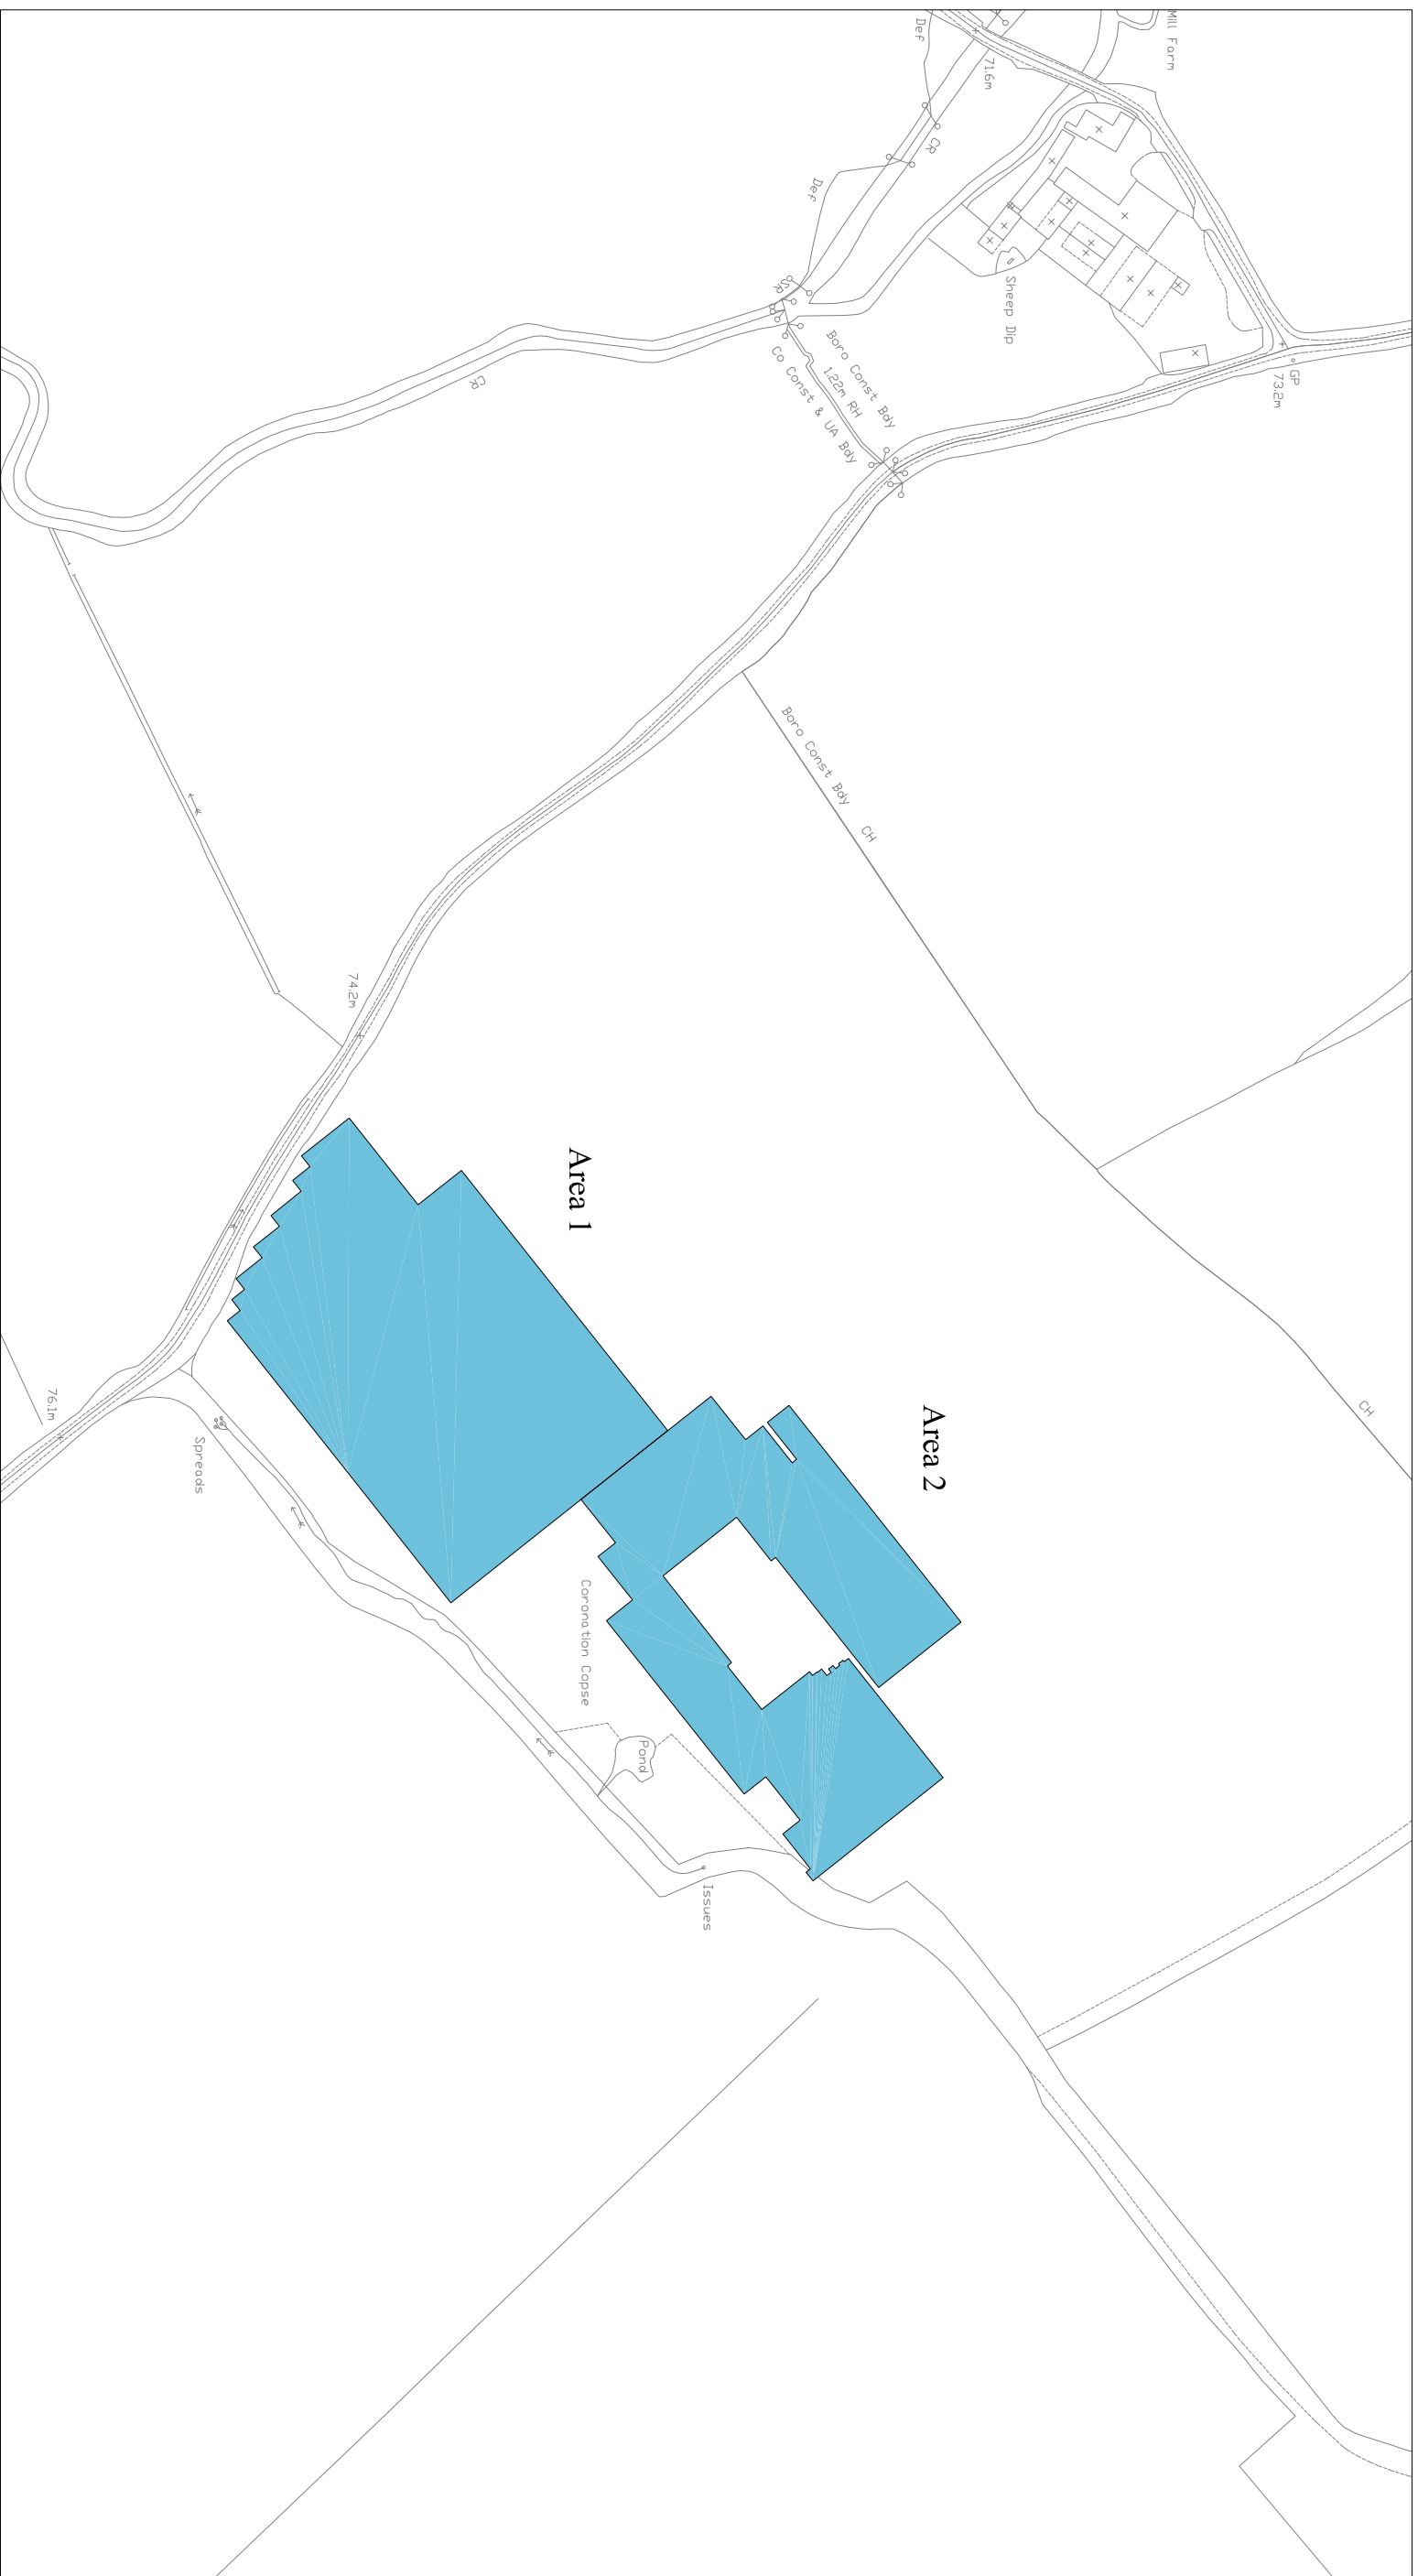 Mill Farm
Def
71.6m
CR
Def
Sheep Dip
GP
73.2m
CR
Boro Const Bdy
1.22m RH
Co Const & UA Bdy
CR
Boro Const Bdy
CH
CH
74.2m
Area 1
Area 2
76.1m
Spreads
Coronation Copse
Pond
Issues